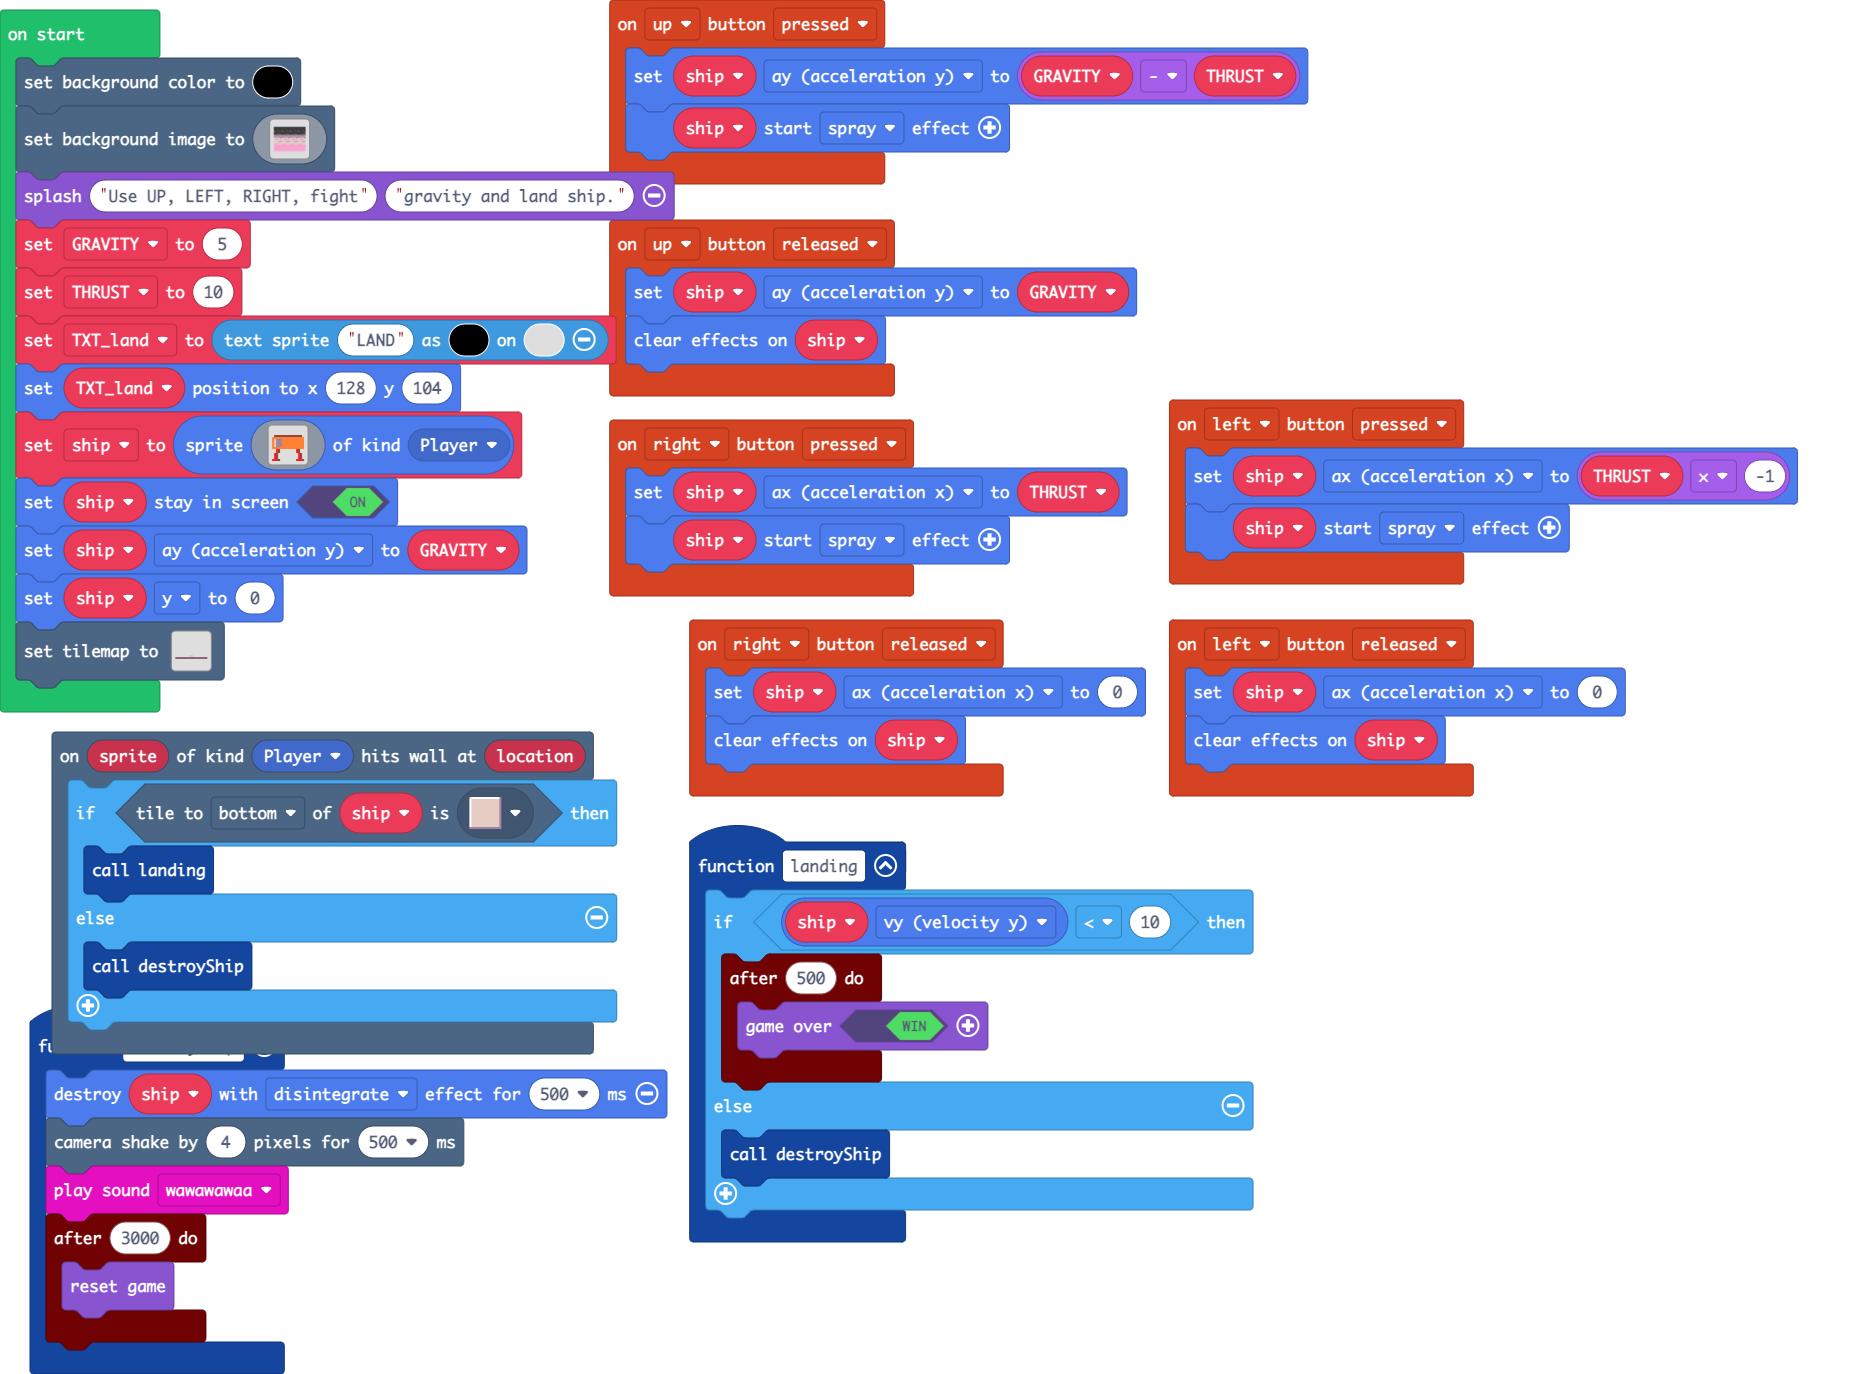 on start
set background color to
set background image to
splash "Use UP, LEFT, RIGHT, fight" "gravity and land ship."
set GRAVITY to 5
set THRUST to 10
set TXT_land to text sprite "LAND" as on
set TXT_land position to x 128 y 104
set ship to sprite of kind Player
set ship stay in screen ON
set ship ay (acceleration y) to GRAVITY
set ship y to 0
set tilemap to
on up button pressed
set ship ay (acceleration y) to GRAVITY - THRUST
ship start spray effect
on up button released
set ship ay (acceleration y) to GRAVITY
clear effects on ship
on right button pressed
set ship ax (acceleration x) to THRUST
ship start spray effect
on left button pressed
set ship ax (acceleration x) to THRUST x -1
ship start spray effect
on right button released
set ship ax (acceleration x) to 0
clear effects on ship
on left button released
set ship ax (acceleration x) to 0
clear effects on ship
on sprite of kind Player hits wall at location
if tile to bottom of ship is then
call landing
else
call destroyShip
destroy ship with disintegrate effect for 500 ms
camera shake by 4 pixels for 500 ms
play sound wawawawaa
after 3000 do
reset game
function landing
if ship vy (velocity y) < 10 then
after 500 do
game over WIN
else
call destroyShip